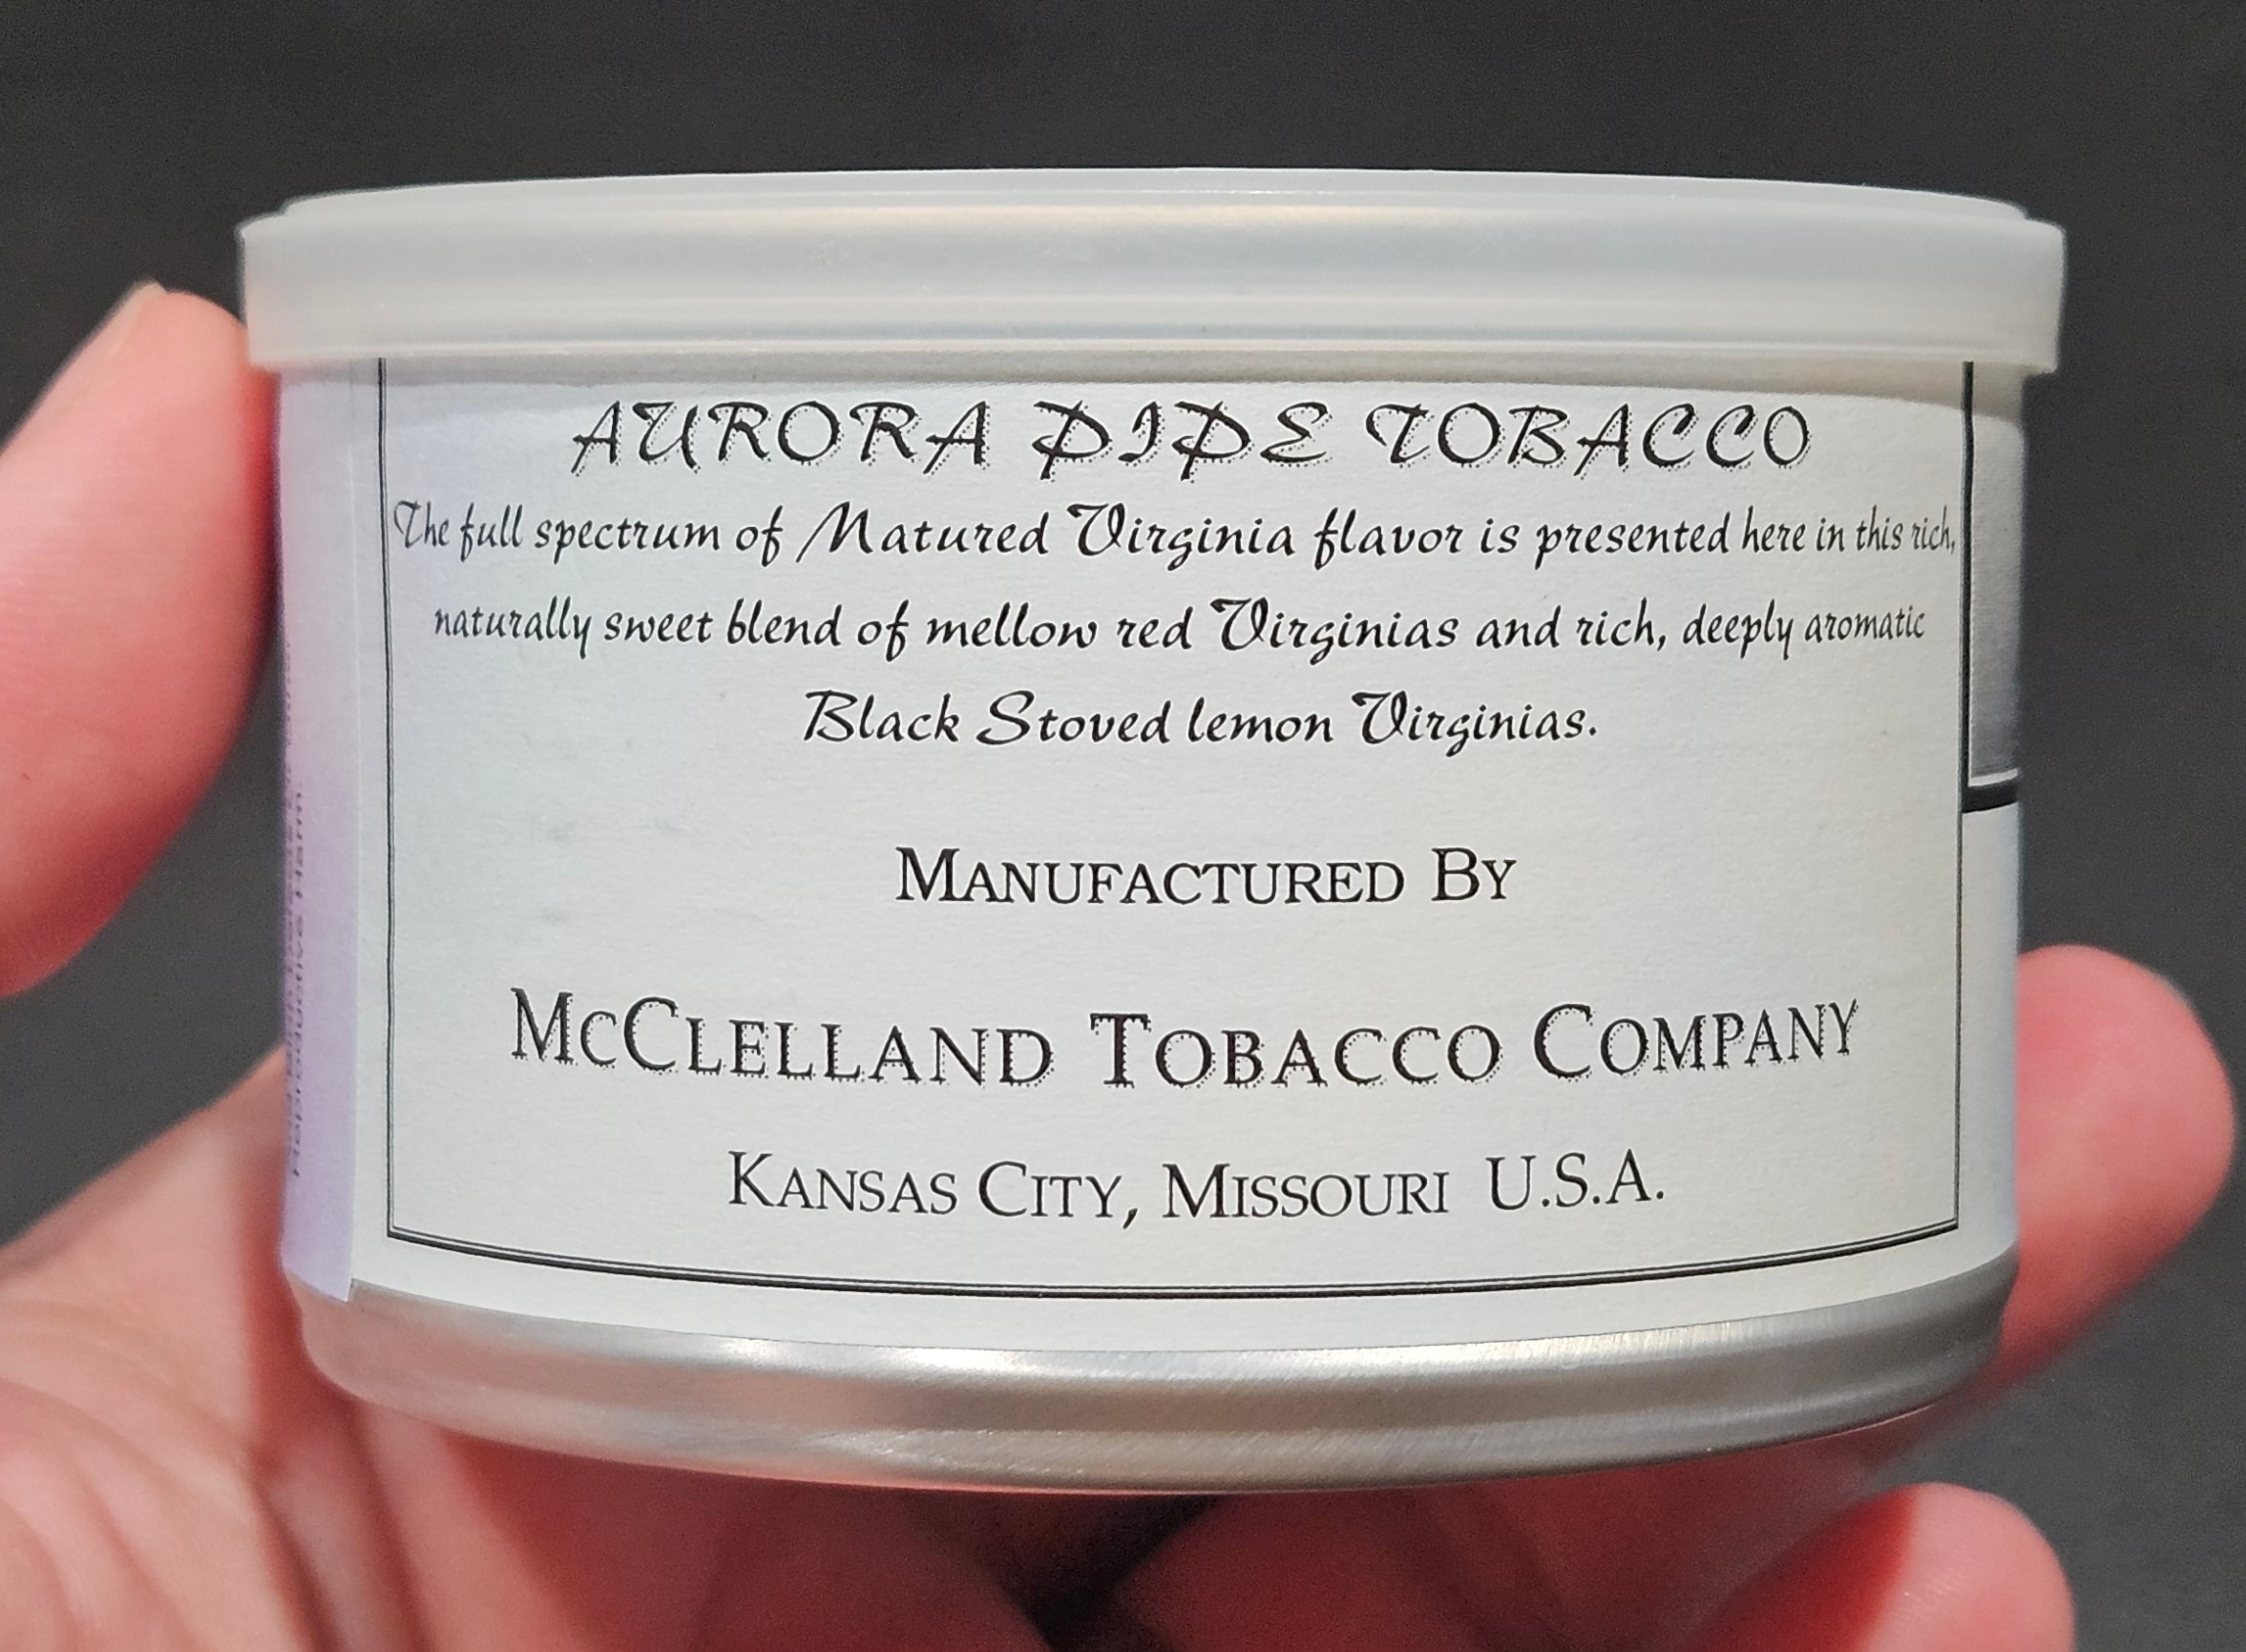 AURORA PIPE TOBACCO
The full spectrum of Matured Virginia flavor is presented here in this rich,
naturally sweet blend of mellow red Virginias and rich, deeply aromatic
Black Stoved lemon Virginias.
MANUFACTURED BY
MCCLELLAND TOBACCO COMPANY
KANSAS CITY, MISSOURI U.S.A.
Reproductive Harm